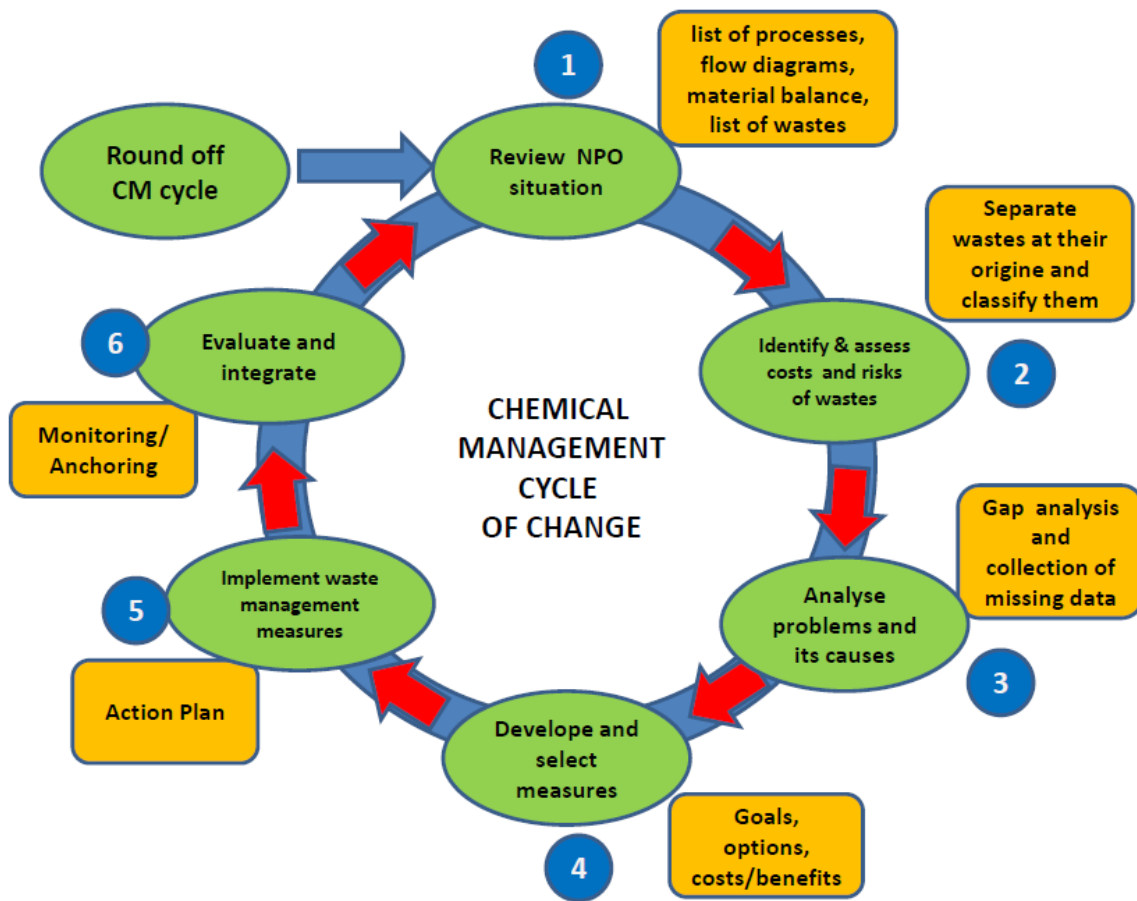 1
list of processes,
flow diagrams,
material balance,
list of wastes
Round off
CM cycle
Review NPO
situation
Separate
wastes at their
origine and
classify them
6
Evaluate and
integrate
Identify & assess
costs and risks
of wastes
2
CHEMICAL
MANAGEMENT
CYCLE
OF CHANGE
Monitoring/
Anchoring
Gap analysis
and
collection of
missing data
5
Implement waste
management
measures
Analyse
problems and
its causes
3
Action Plan
Develope and
select
measures
4
Goals,
options,
costs/benefits